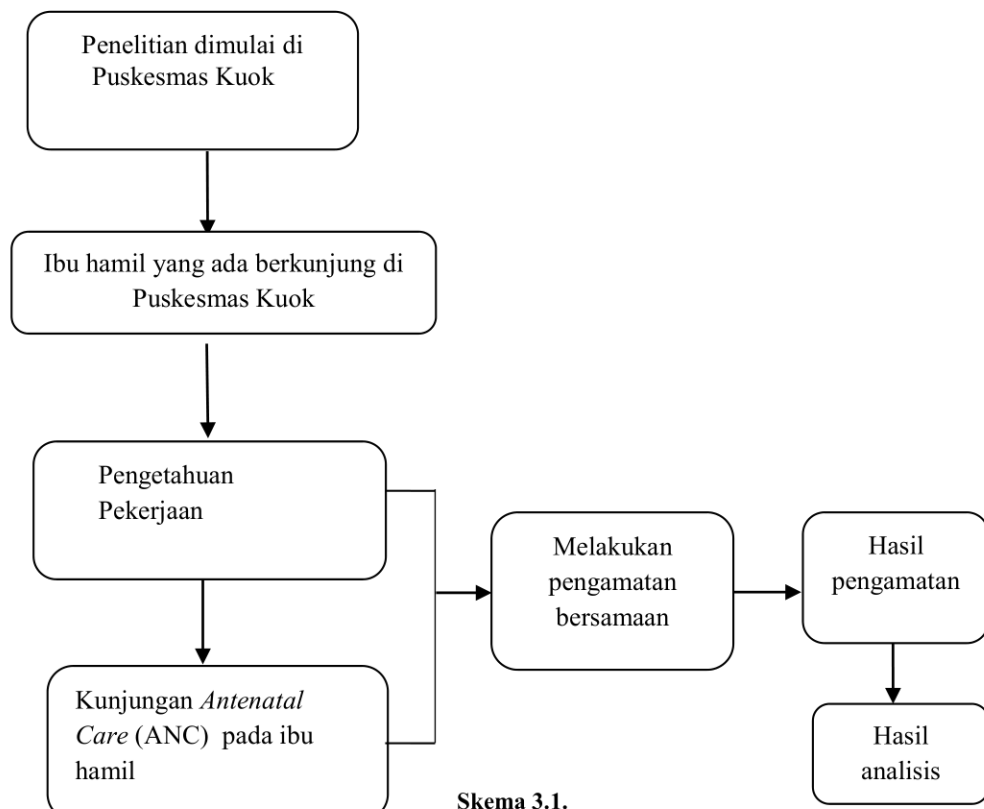 Penelitian dimulai di
Puskesmas Kuok
Ibu hamil yang ada berkunjung di
Puskesmas Kuok
Pengetahuan
Pekerjaan
Kunjungan Antenatal
Care (ANC) pada ibu
hamil
Melakukan
pengamatan
bersamaan
Hasil
pengamatan
Hasil
analisis
Skema 3.1.